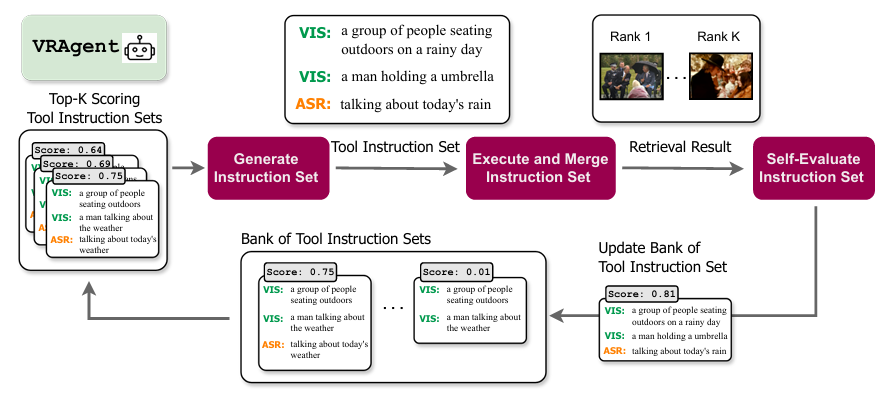 VRAgent
VIS: a group of people seating
outdoors on a rainy day
VIS: a man holding a umbrella
ASR: talking about today's rain
Rank 1
Rank K
...
Top-K Scoring
Tool Instruction Sets
Score: 0.64
Score: 0.69
Score: 0.75
VIS: a group of people
seating outdoors
VIS: a man talking about
the weather
ASR: talking about today's
weather
Generate
Instruction Set
Tool Instruction Set
Execute and Merge
Instruction Set
Retrieval Result
Self-Evaluate
Instruction Set
Bank of Tool Instruction Sets
Score: 0.75
VIS: a group of people
seating outdoors
VIS: a man talking about
the weather
ASR: talking about today's
weather
...
Score: 0.01
VIS: a group of people
seating outdoors
VIS: a man talking about
the weather
Update Bank of
Tool Instruction Set
Score: 0.81
VIS: a group of people seating
outdoors on a rainy day
VIS: a man holding a umbrella
ASR: talking about today's rain